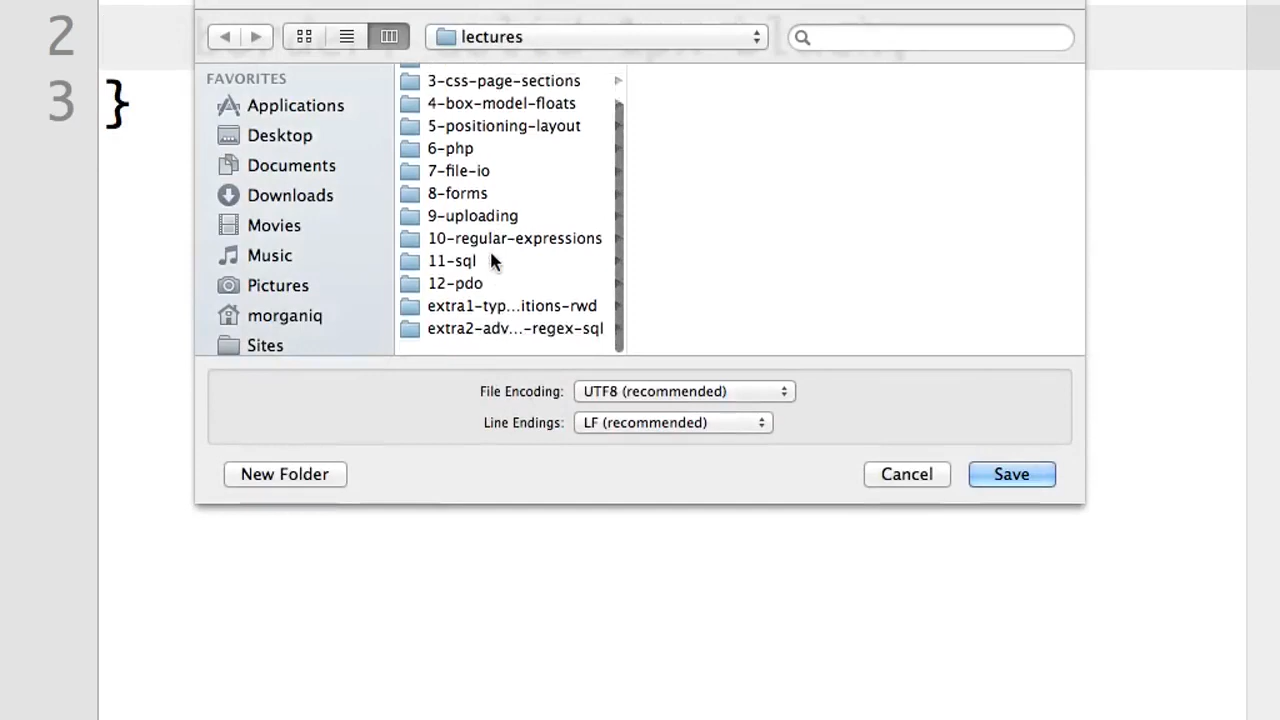 2
lectures
FAVORITES
Applications
Desktop
Documents
Downloads
Movies
Music
Pictures
morganiq
Sites
3-css-page-sections
4-box-model-floats
5-positioning-layout
6-php
7-file-io
8-forms
9-uploading
10-regular-expressions
11-sql
12-pdo
extra1-typ...itions-rwd
extra2-adv...-regex-sql
3 }
File Encoding: UTF8 (recommended)
Line Endings: LF (recommended)
New Folder
Cancel
Save